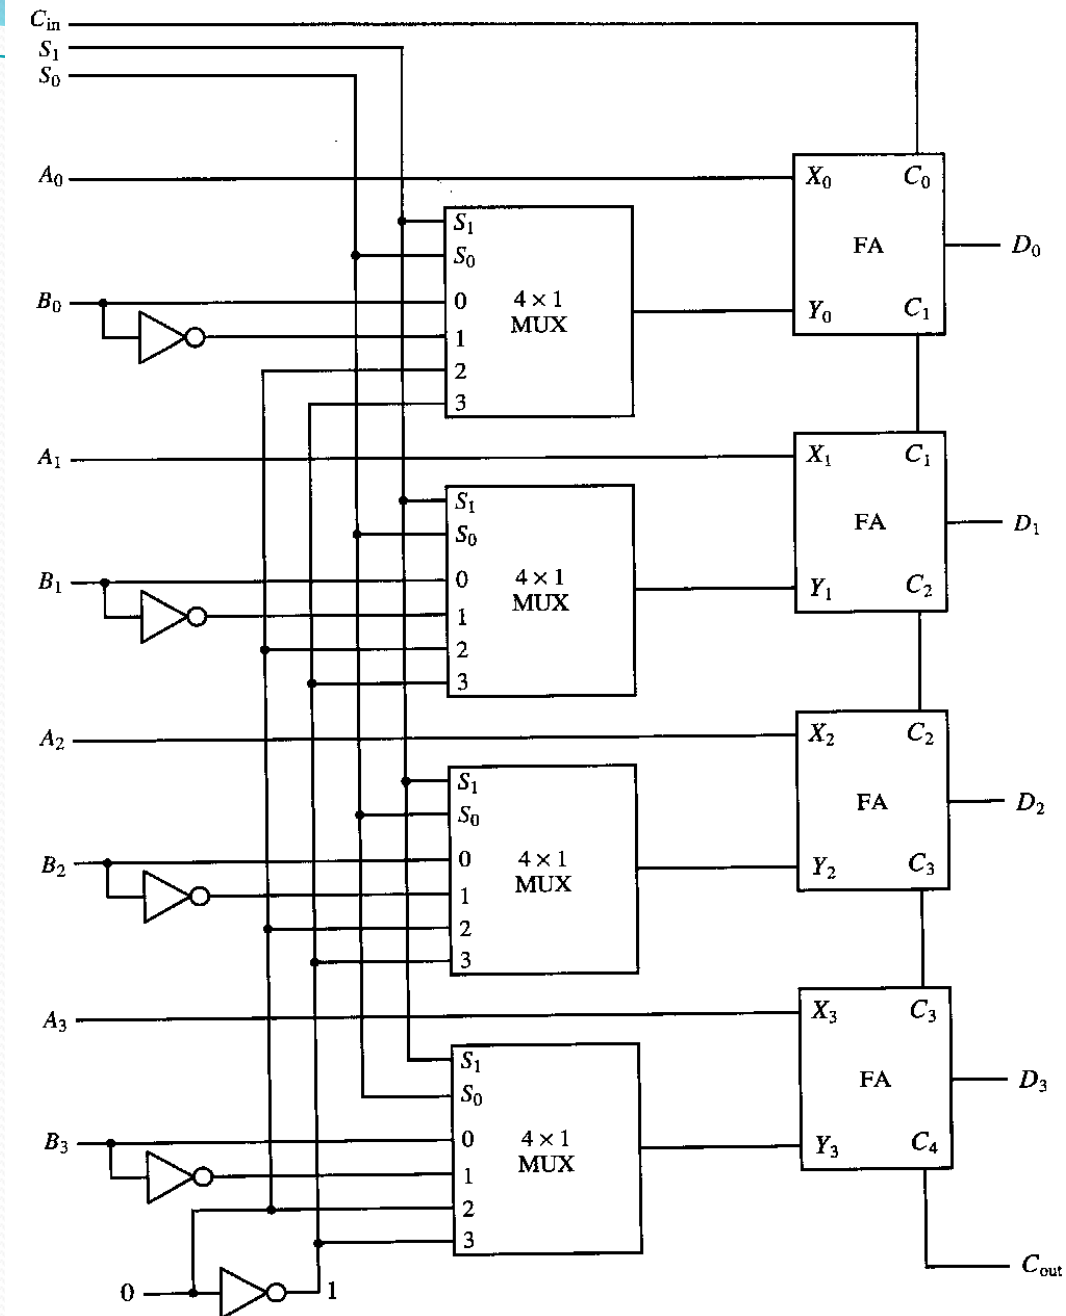 C_in
S_1
S_0
A_0 X_0 C_0
S_1
S_0 FA D_0
B_0 0 4 × 1
MUX Y_0 C_1
1
2
3
A_1 X_1 C_1
S_1
S_0 FA D_1
B_1 0 4 × 1
MUX Y_1 C_2
1
2
3
A_2 X_2 C_2
S_1
S_0 FA D_2
B_2 0 4 × 1
MUX Y_2 C_3
1
2
3
A_3 X_3 C_3
S_1
S_0 FA D_3
B_3 0 4 × 1
MUX Y_3 C_4
1
2
3
0 1 C_out